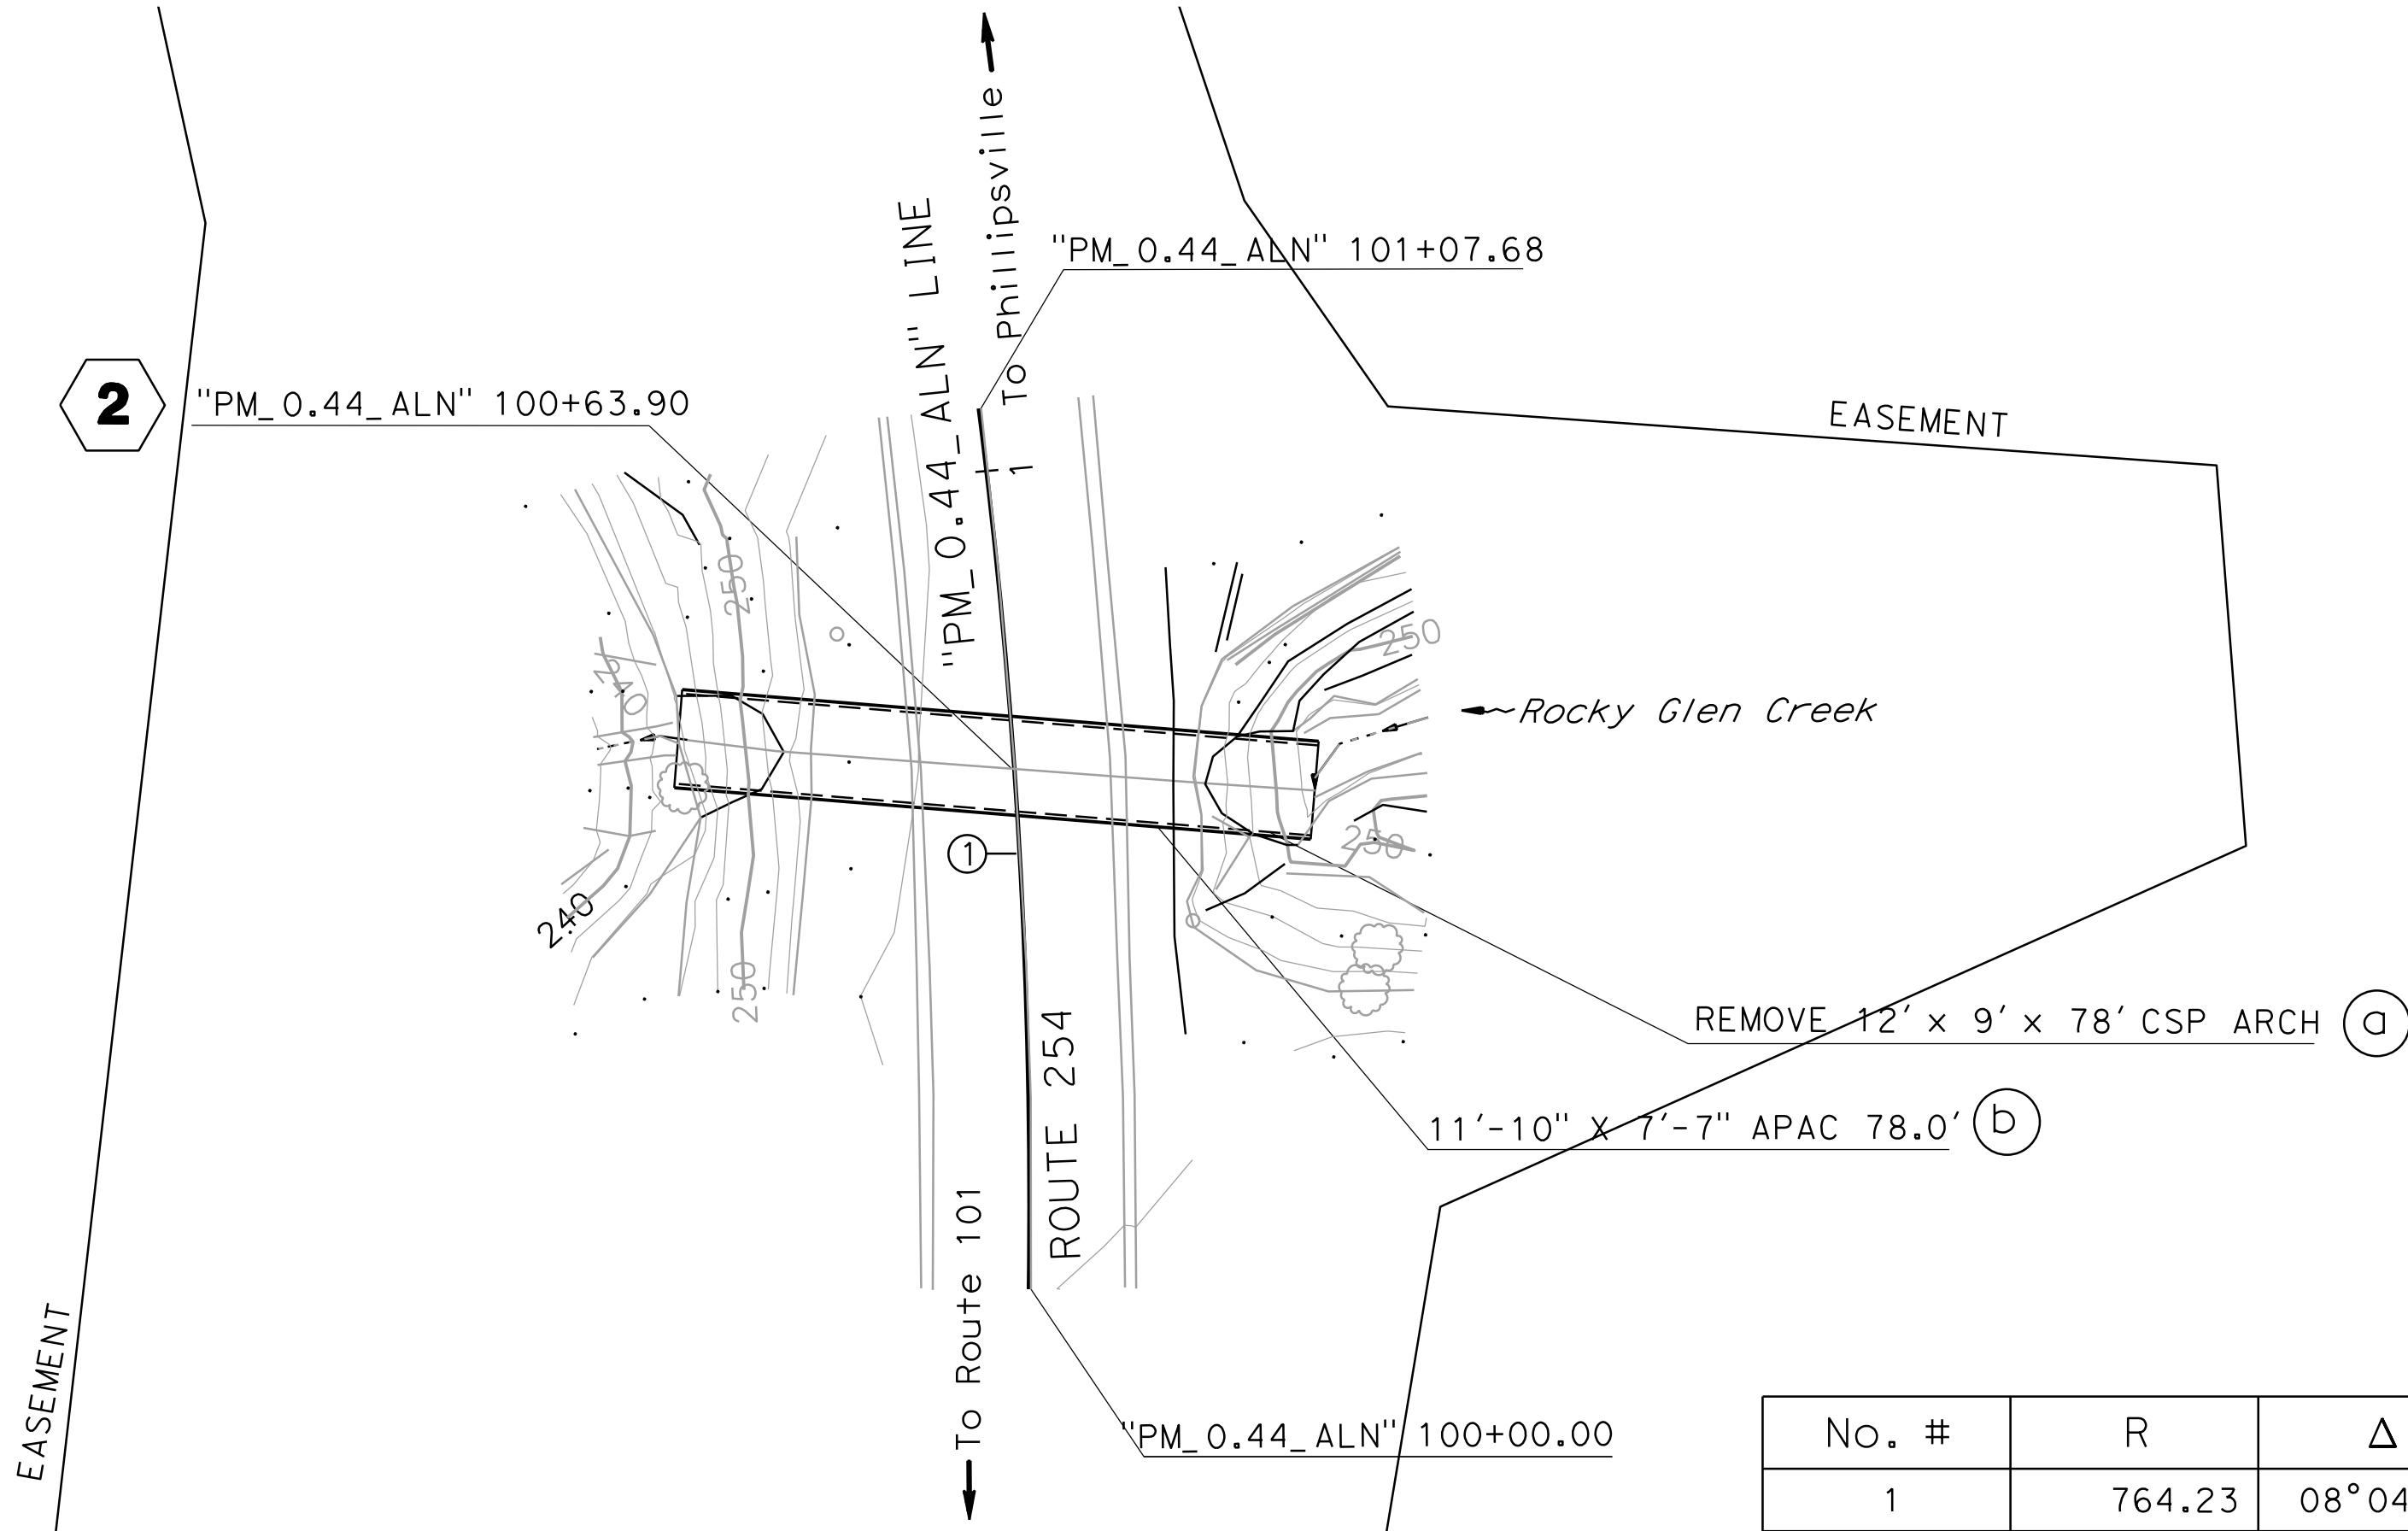 To Phillipsville
"PM_0.44_ALN" LINE
"PM_0.44_ALN" 101+07.68
2
"PM_0.44_ALN" 100+63.90
1
EASEMENT
250
250
240
Rocky Glen Creek
1
250
240
250
ROUTE 254
REMOVE 12' x 9' x 78' CSP ARCH a
11'-10" X 7'-7" APAC 78.0' b
To Route 101
EASEMENT
"PM_0.44_ALN" 100+00.00
No. # R Δ
1 764.23 08°04